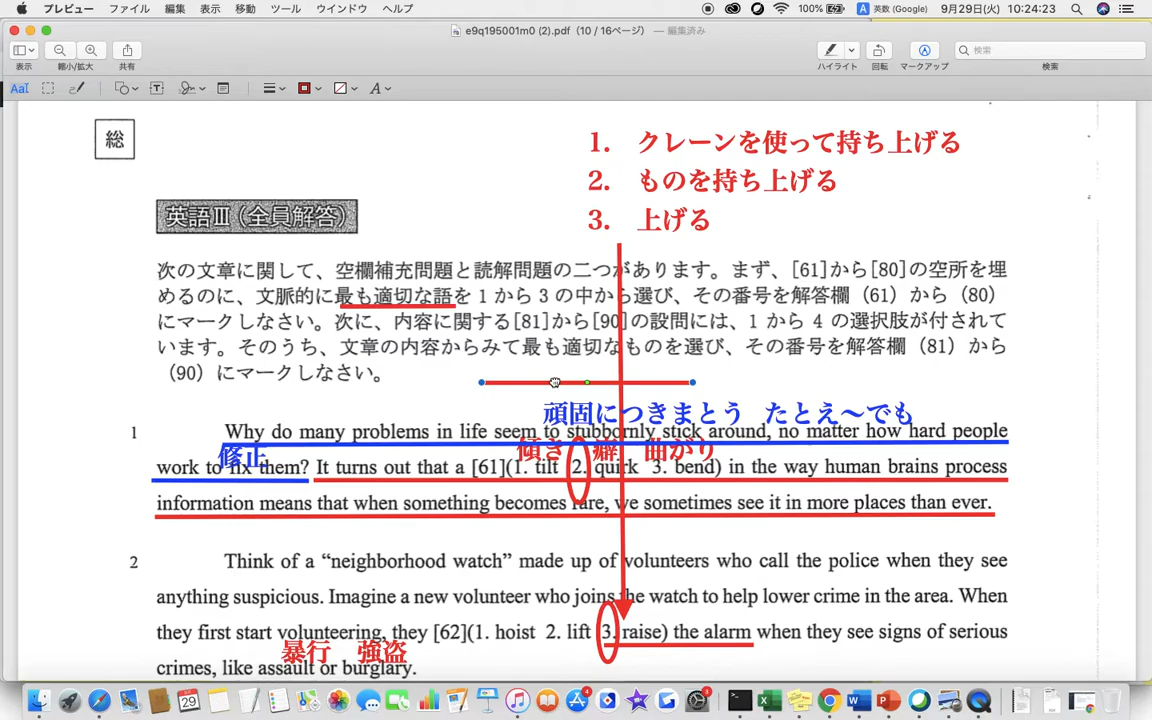 プレビュー ファイル 編集 表示 移動 ツール ウインドウ ヘルプ 100% A 英数 (Google) 9月29日(火) 10:24:23
e9q195001m0 (2).pdf（10 / 16ページ） — 編集済み
検索
表示 縮小/拡大 共有 ハイライト 回転 マークアップ 検索
AaI T A
総
1. クレーンを使って持ち上げる
2. ものを持ち上げる
3. 上げる
英語Ⅲ（全員解答）
次の文章に関して、空欄補充問題と読解問題の二つがあります。まず、[61]から[80]の空所を埋
めるのに、文脈的に最も適切な語を 1 から 3 の中から選び、その番号を解答欄（61）から（80）
にマークしなさい。次に、内容に関する[81]から[90]の設問には、1 から 4 の選択肢が付されて
います。そのうち、文章の内容からみて最も適切なものを選び、その番号を解答欄（81）から
（90）にマークしなさい。
頑固につきまとう たとえ〜でも
1 Why do many problems in life seem to stubbornly stick around, no matter how hard people
修正 傾き 癖 曲がり
work to fix them? It turns out that a [61](1. tilt 2. quirk 3. bend) in the way human brains process
information means that when something becomes rare, we sometimes see it in more places than ever.
2 Think of a “neighborhood watch” made up of volunteers who call the police when they see
anything suspicious. Imagine a new volunteer who joins the watch to help lower crime in the area. When
they first start volunteering, they [62](1. hoist 2. lift 3. raise) the alarm when they see signs of serious
暴行 強盗
crimes, like assault or burglary.